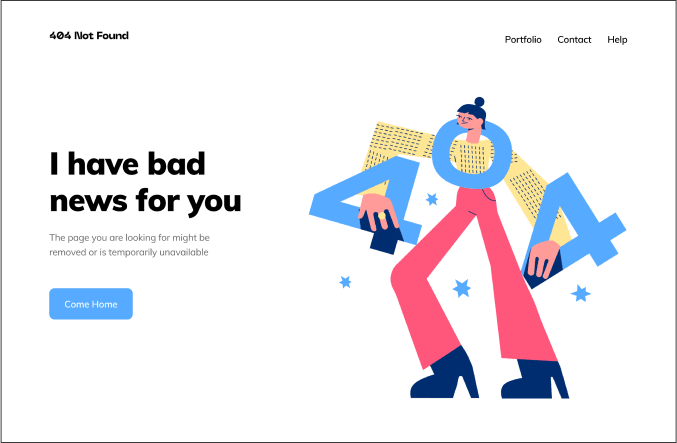 404 Not Found
Portfolio
Contact
Help
I have bad
news for you
The page you are looking for might be
removed or is temporarily unavailable
Come Home
404